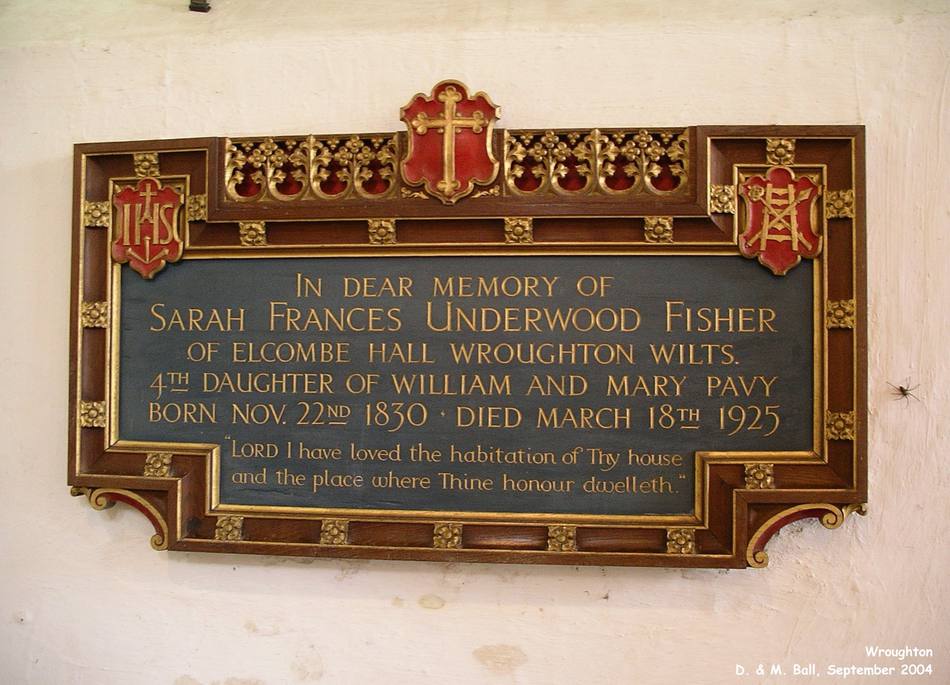 IHS
IN DEAR MEMORY OF
SARAH FRANCES UNDERWOOD FISHER
OF ELCOMBE HALL WROUGHTON WILTS.
4TH DAUGHTER OF WILLIAM AND MARY PAVY
BORN NOV. 22ND 1830 · DIED MARCH 18TH 1925
"LORD I have loved the habitation of Thy house
and the place where Thine honour dwelleth."
Wroughton
D. & M. Ball, September 2004